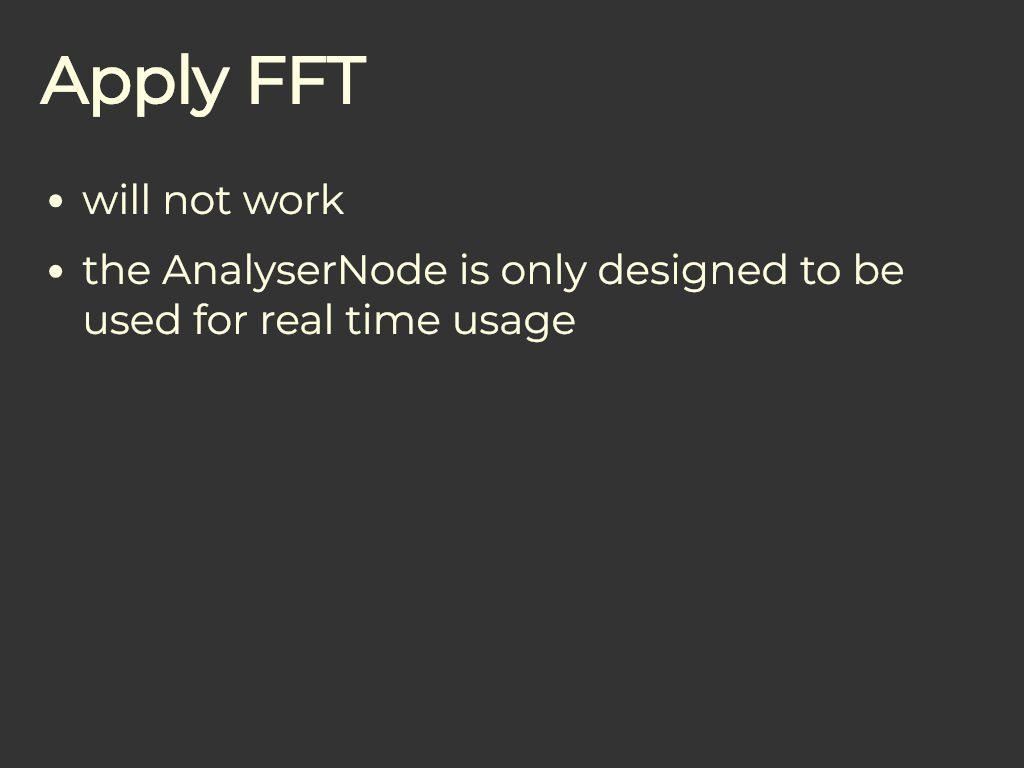 Apply FFT
• will not work
• the AnalyserNode is only designed to be
used for real time usage